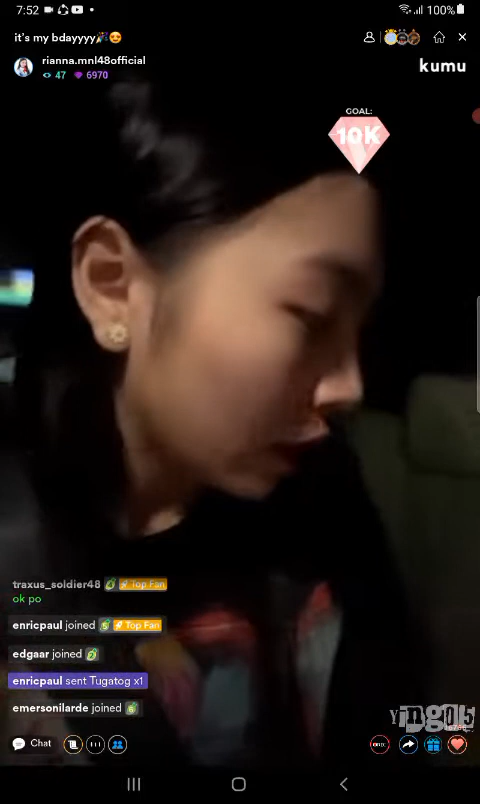 7:52
100%
it's my bdayyyy🎉😍
rianna.mnl48official
47 6970
kumu
GOAL:
10K
traxus_soldier48 Top Fan
ok po
enricpaul joined Top Fan
edgaar joined
enricpaul sent Tugatog x1
emersonilarde joined
Chat